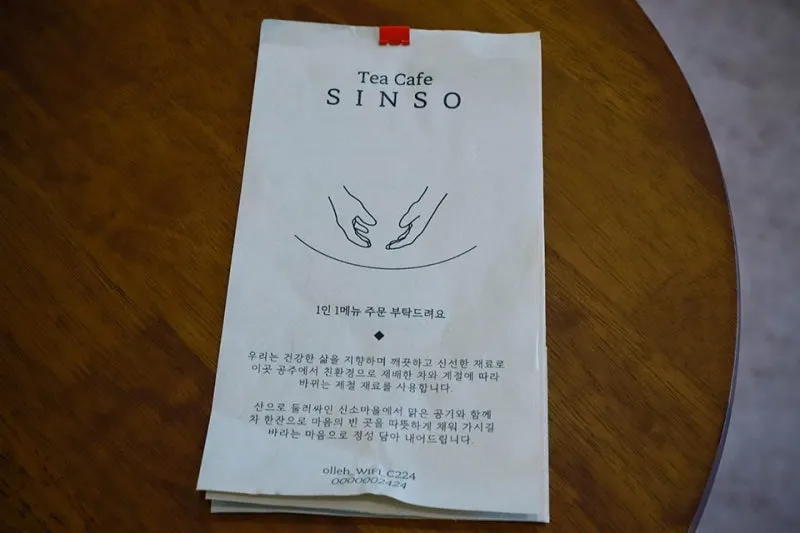 Tea Cafe
SINSO
1인 1메뉴 주문 부탁드려요
우리는 건강한 삶을 지향하며 깨끗하고 신선한 재료로
이곳 공주에서 친환경으로 재배한 차와 계절에 따라
바뀌는 제철 재료를 사용합니다.
산으로 둘러싸인 신소마을에서 맑은 공기와 함께
차 한잔으로 마음의 빈 곳을 따뜻하게 채워 가시길
바라는 마음으로 정성 담아 내어드립니다.
olleh_WIFI_C224
0000002424